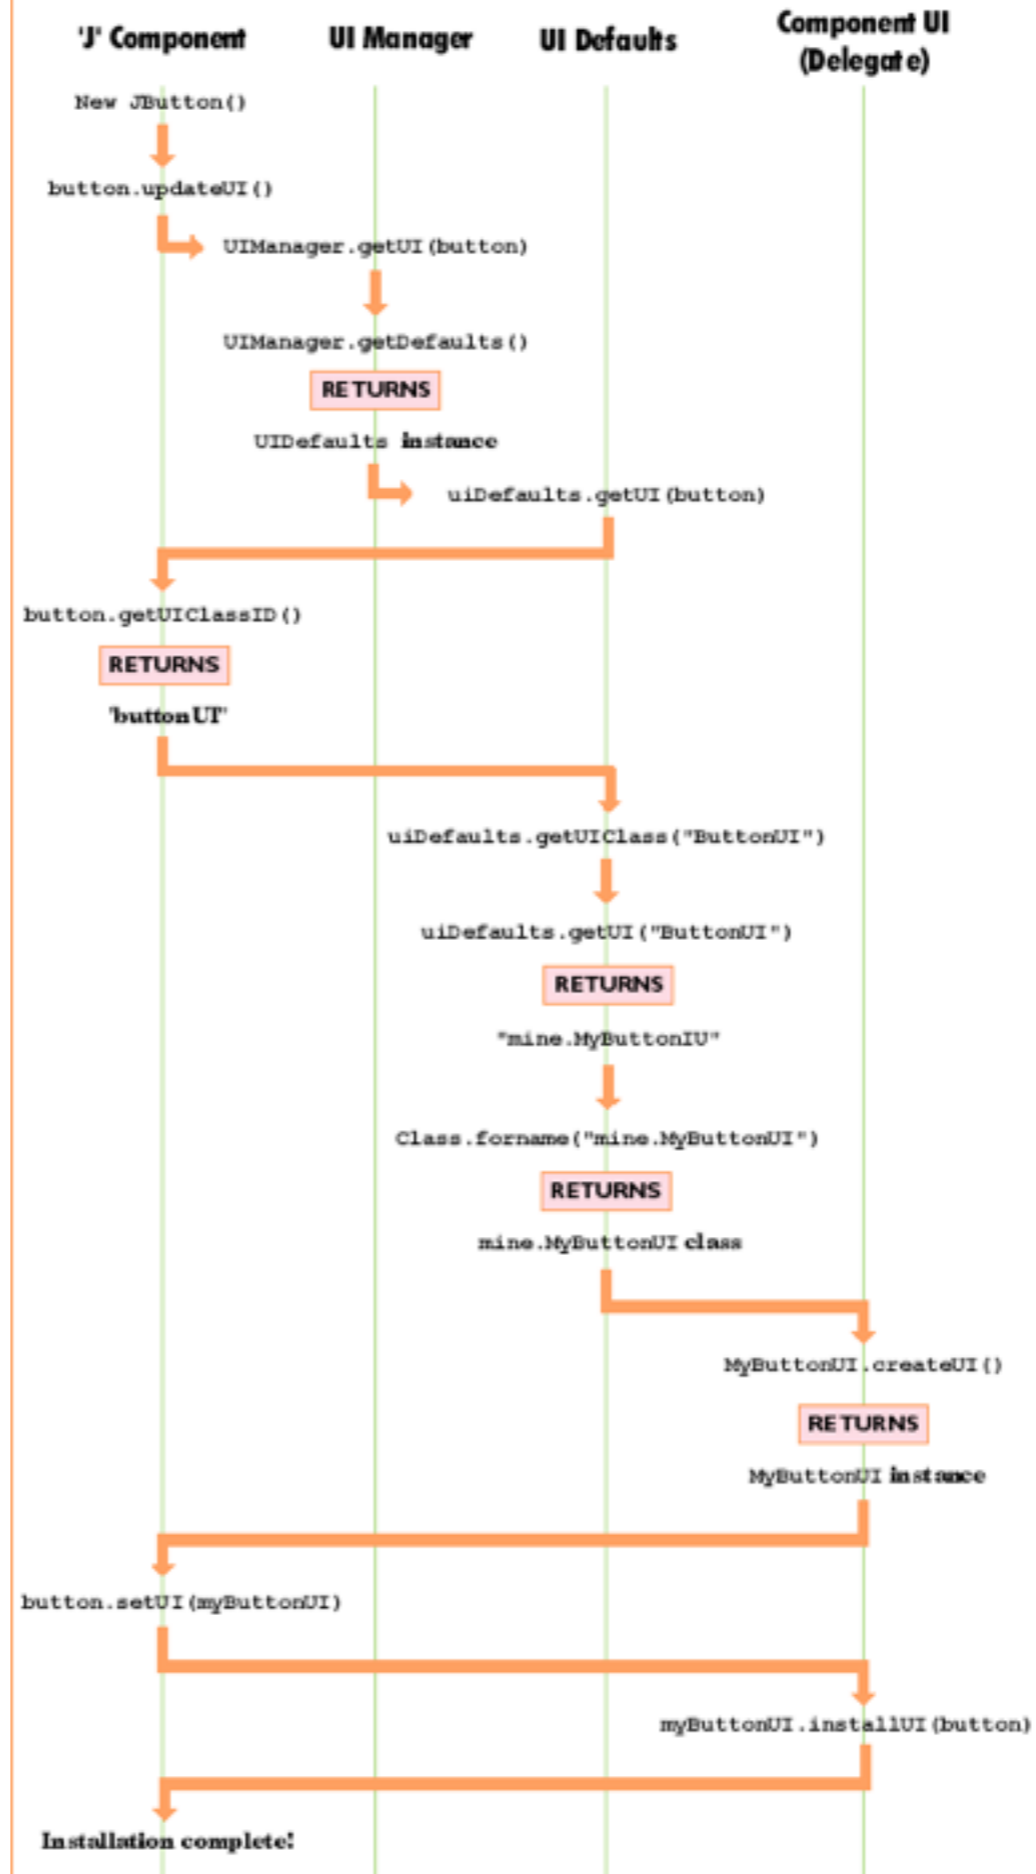 'J' Component
UI Manager
UI Defaults
Component UI
(Delegate)
New JButton()
button.updateUI()
UIManager.getUI(button)
UIManager.getDefaults()
RETURNS
UIDefaults instance
uiDefaults.getUI(button)
button.getUIClassID()
RETURNS
'buttonUI'
uiDefaults.getUIClass("ButtonUI")
uiDefaults.getUI("ButtonUI")
RETURNS
"mine.MyButtonIU"
Class.forname("mine.MyButtonUI")
RETURNS
mine.MyButtonUI class
MyButtonUI.createUI()
RETURNS
MyButtonUI instance
button.setUI(myButtonUI)
myButtonUI.installUI(button)
Installation complete!